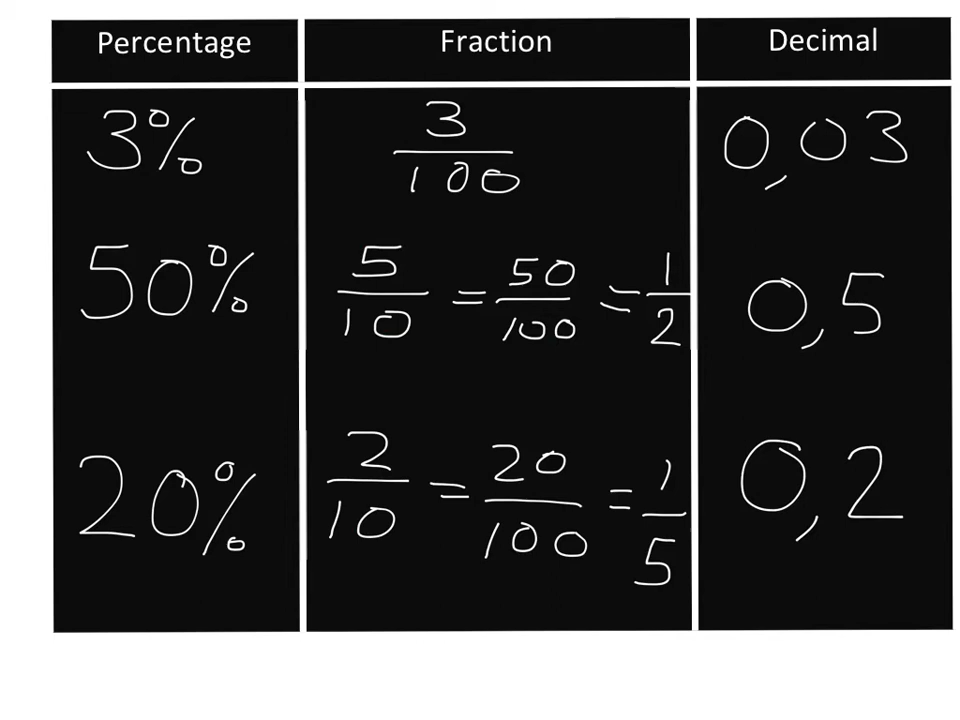 Percentage Fraction Decimal
3% 3/100 0,03
50% 5/10 = 50/100 = 1/2 0,5
20% 2/10 = 20/100 = 1/5 0,2